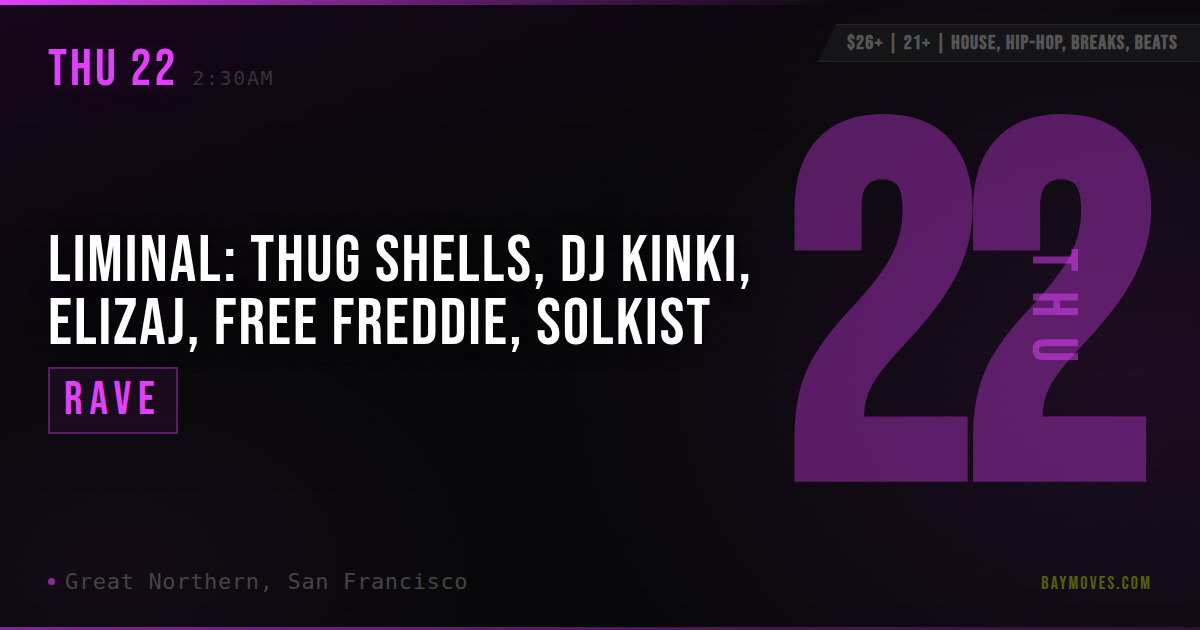 THU 22 2:30AM
$26+ | 21+ | HOUSE, HIP-HOP, BREAKS, BEATS
22
THU
LIMINAL: THUG SHELLS, DJ KINKI,
ELIZAJ, FREE FREDDIE, SOLKIST
RAVE
Great Northern, San Francisco
BAYMOVES.COM